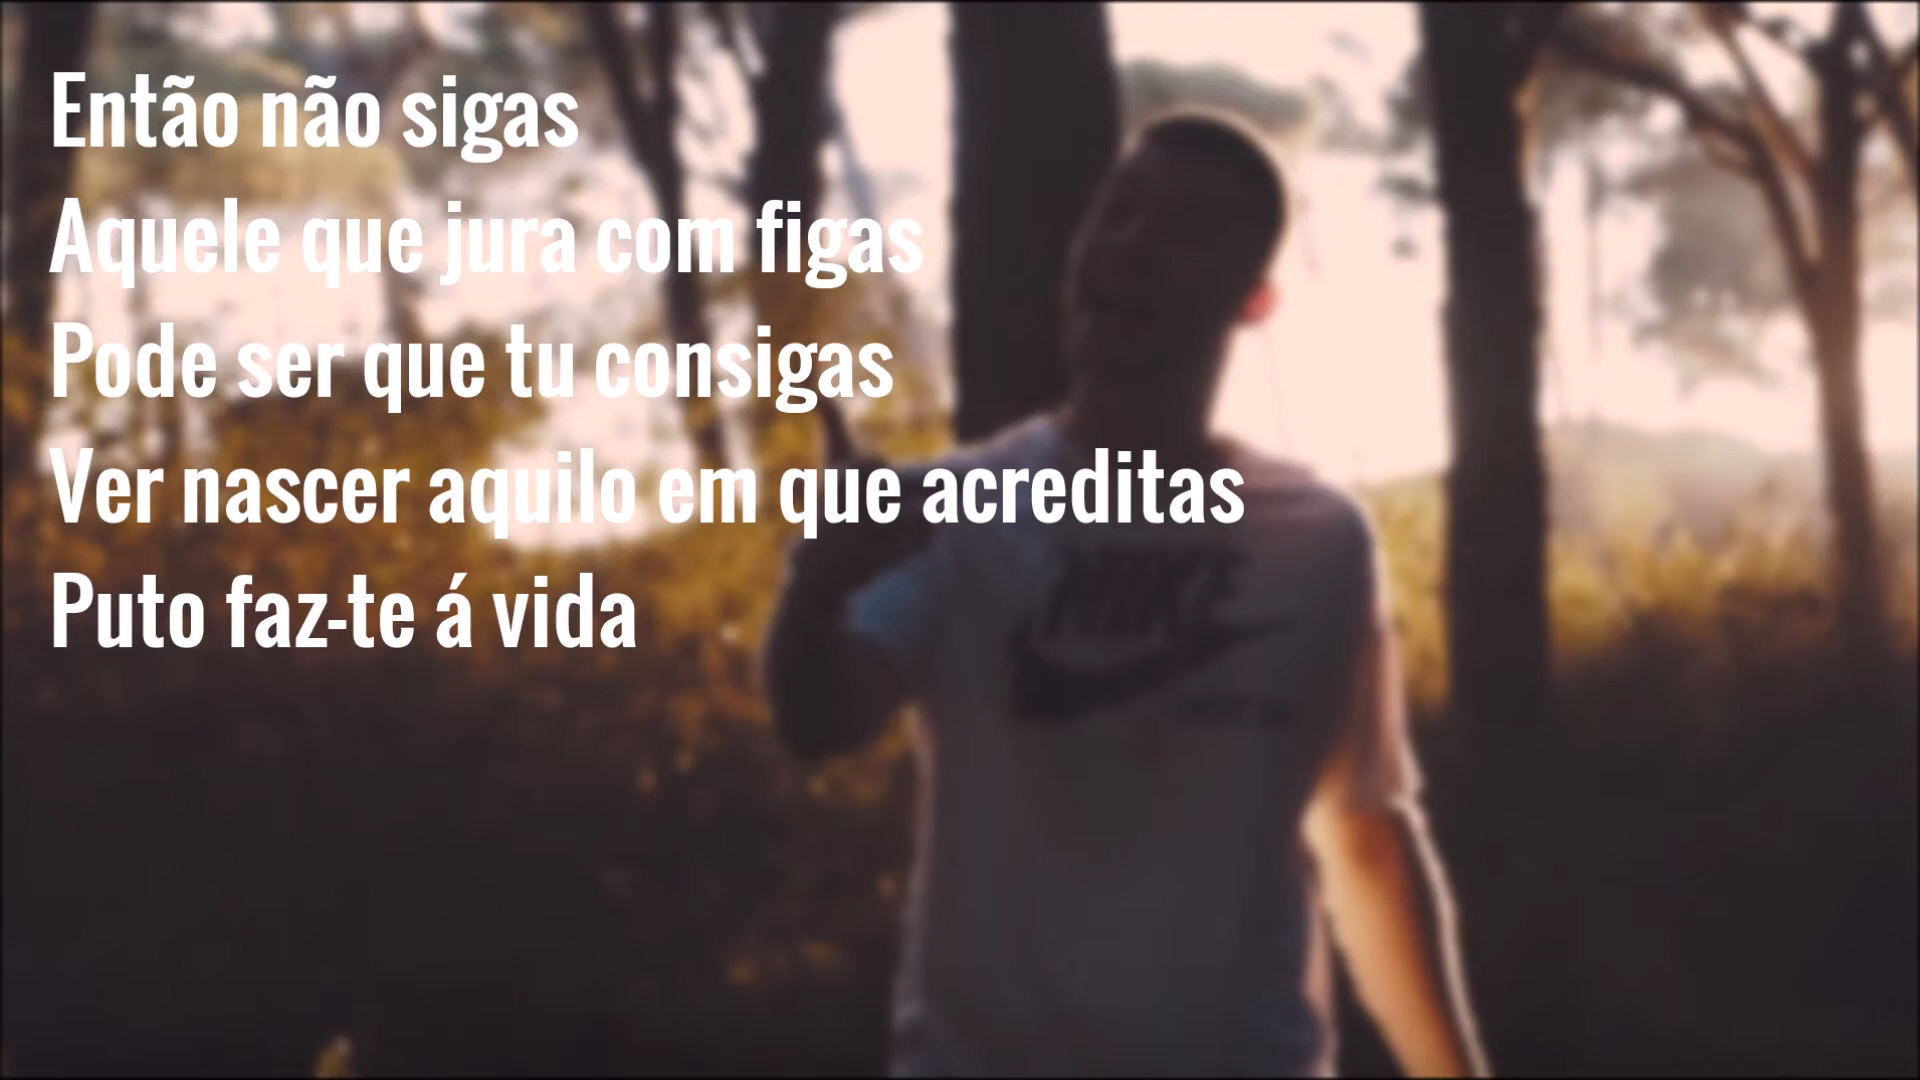 Então não sigas
Aquele que jura com figas
Pode ser que tu consigas
Ver nascer aquilo em que acreditas
Puto faz-te á vida
NIKE